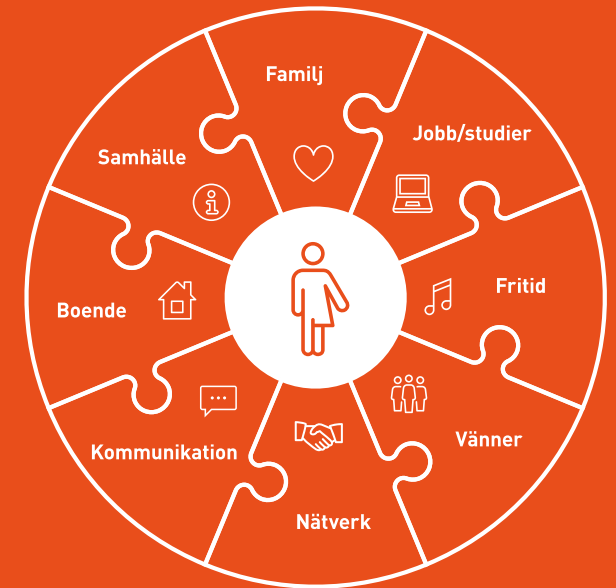 Familj
Jobb/studier
Fritid
Vänner
Nätverk
Kommunikation
Boende
Samhälle